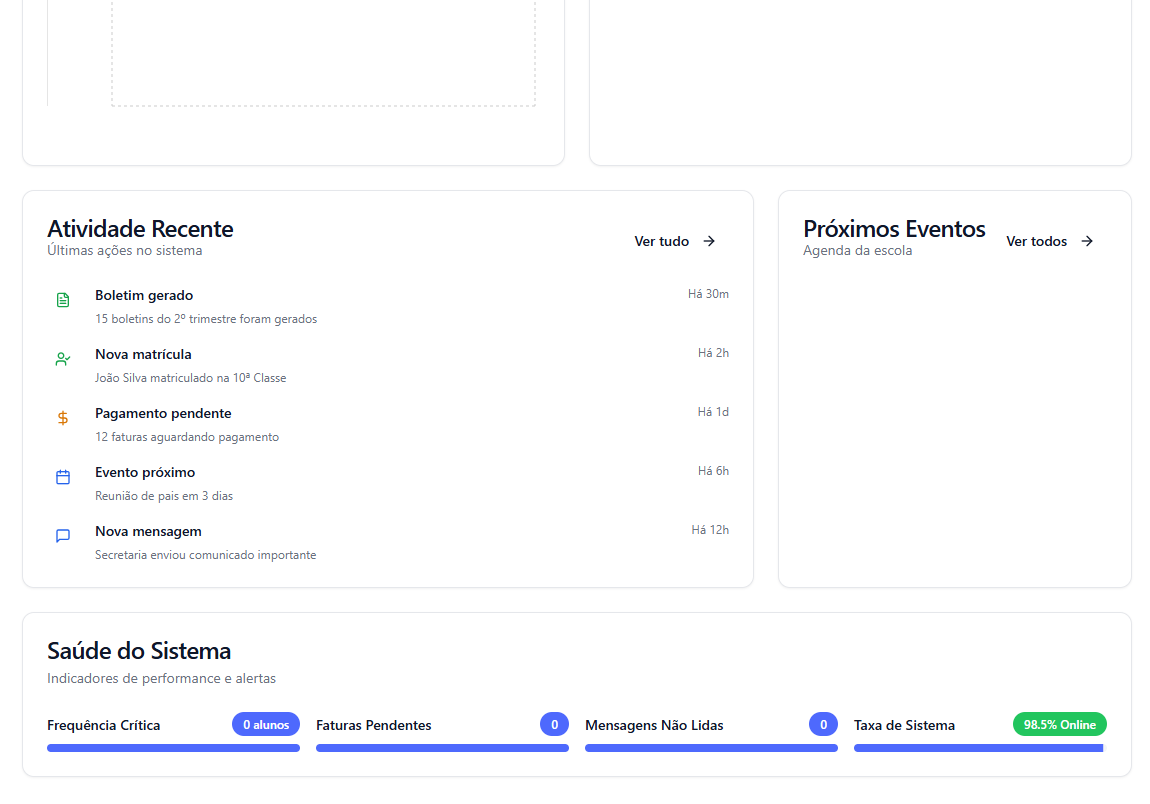 Atividade Recente
Últimas ações no sistema
Ver tudo
Boletim gerado
Há 30m
15 boletins do 2º trimestre foram gerados
Nova matrícula
Há 2h
João Silva matriculado na 10ª Classe
Pagamento pendente
Há 1d
12 faturas aguardando pagamento
Evento próximo
Há 6h
Reunião de pais em 3 dias
Nova mensagem
Há 12h
Secretaria enviou comunicado importante
Próximos Eventos
Agenda da escola
Ver todos
Saúde do Sistema
Indicadores de performance e alertas
Frequência Crítica
0 alunos
Faturas Pendentes
0
Mensagens Não Lidas
0
Taxa de Sistema
98.5% Online